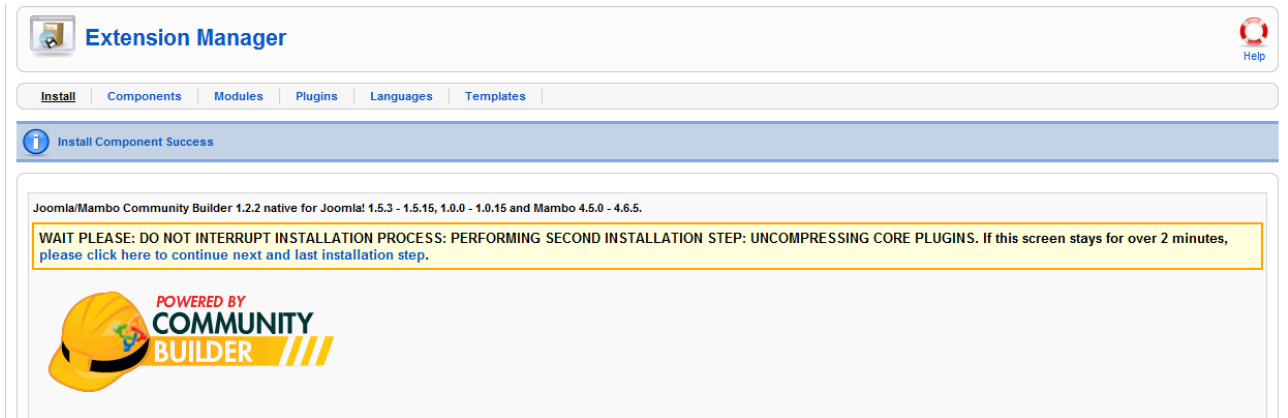 Extension Manager
Help
Install Components Modules Plugins Languages Templates
Install Component Success
Joomla/Mambo Community Builder 1.2.2 native for Joomla! 1.5.3 - 1.5.15, 1.0.0 - 1.0.15 and Mambo 4.5.0 - 4.6.5.
WAIT PLEASE: DO NOT INTERRUPT INSTALLATION PROCESS: PERFORMING SECOND INSTALLATION STEP: UNCOMPRESSING CORE PLUGINS. If this screen stays for over 2 minutes,
please click here to continue next and last installation step.
POWERED BY
COMMUNITY
BUILDER